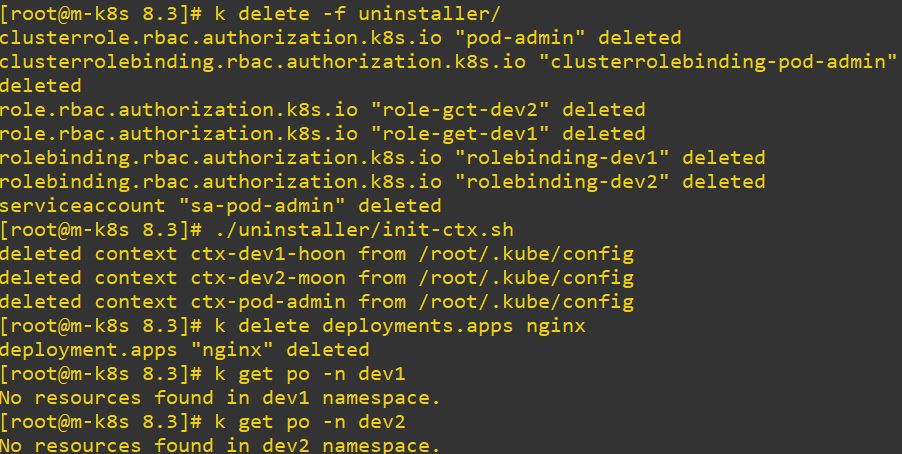 [root@m-k8s 8.3]# k delete -f uninstaller/
clusterrole.rbac.authorization.k8s.io "pod-admin" deleted
clusterrolebinding.rbac.authorization.k8s.io "clusterrolebinding-pod-admin"
deleted
role.rbac.authorization.k8s.io "role-gct-dev2" deleted
role.rbac.authorization.k8s.io "role-get-dev1" deleted
rolebinding.rbac.authorization.k8s.io "rolebinding-dev1" deleted
rolebinding.rbac.authorization.k8s.io "rolebinding-dev2" deleted
serviceaccount "sa-pod-admin" deleted
[root@m-k8s 8.3]# ./uninstaller/init-ctx.sh
deleted context ctx-dev1-hoon from /root/.kube/config
deleted context ctx-dev2-moon from /root/.kube/config
deleted context ctx-pod-admin from /root/.kube/config
[root@m-k8s 8.3]# k delete deployments.apps nginx
deployment.apps "nginx" deleted
[root@m-k8s 8.3]# k get po -n dev1
No resources found in dev1 namespace.
[root@m-k8s 8.3]# k get po -n dev2
No resources found in dev2 namespace.